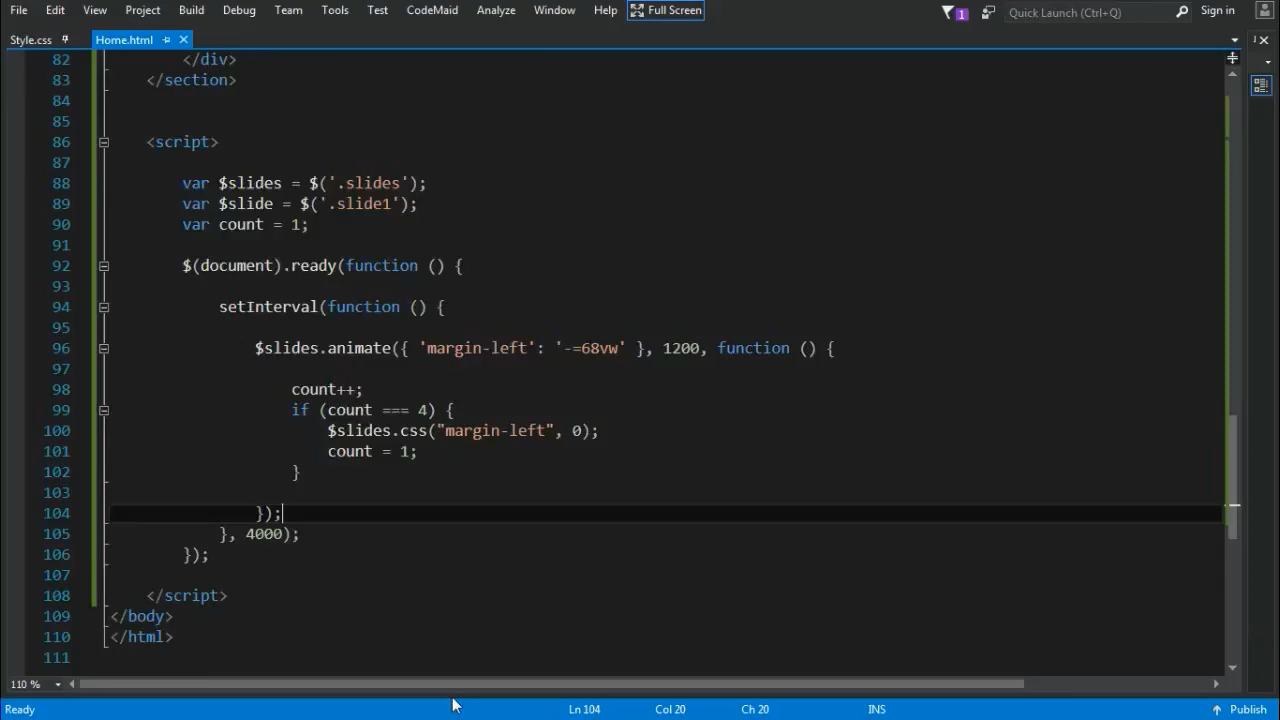 File Edit View Project Build Debug Team Tools Test CodeMaid Analyze Window Help Full Screen 1 Quick Launch (Ctrl+Q) Sign in
Style.css Home.html
82 </div>
83 </section>
84
85
86 <script>
87
88 var $slides = $('.slides');
89 var $slide = $('.slide1');
90 var count = 1;
91
92 $(document).ready(function () {
93
94 setInterval(function () {
95
96 $slides.animate({ 'margin-left': '-=68vw' }, 1200, function () {
97
98 count++;
99 if (count === 4) {
100 $slides.css("margin-left", 0);
101 count = 1;
102 }
103
104 });
105 }, 4000);
106 });
107
108 </script>
109 </body>
110 </html>
111
110 %
Ready Ln 104 Col 20 Ch 20 INS Publish